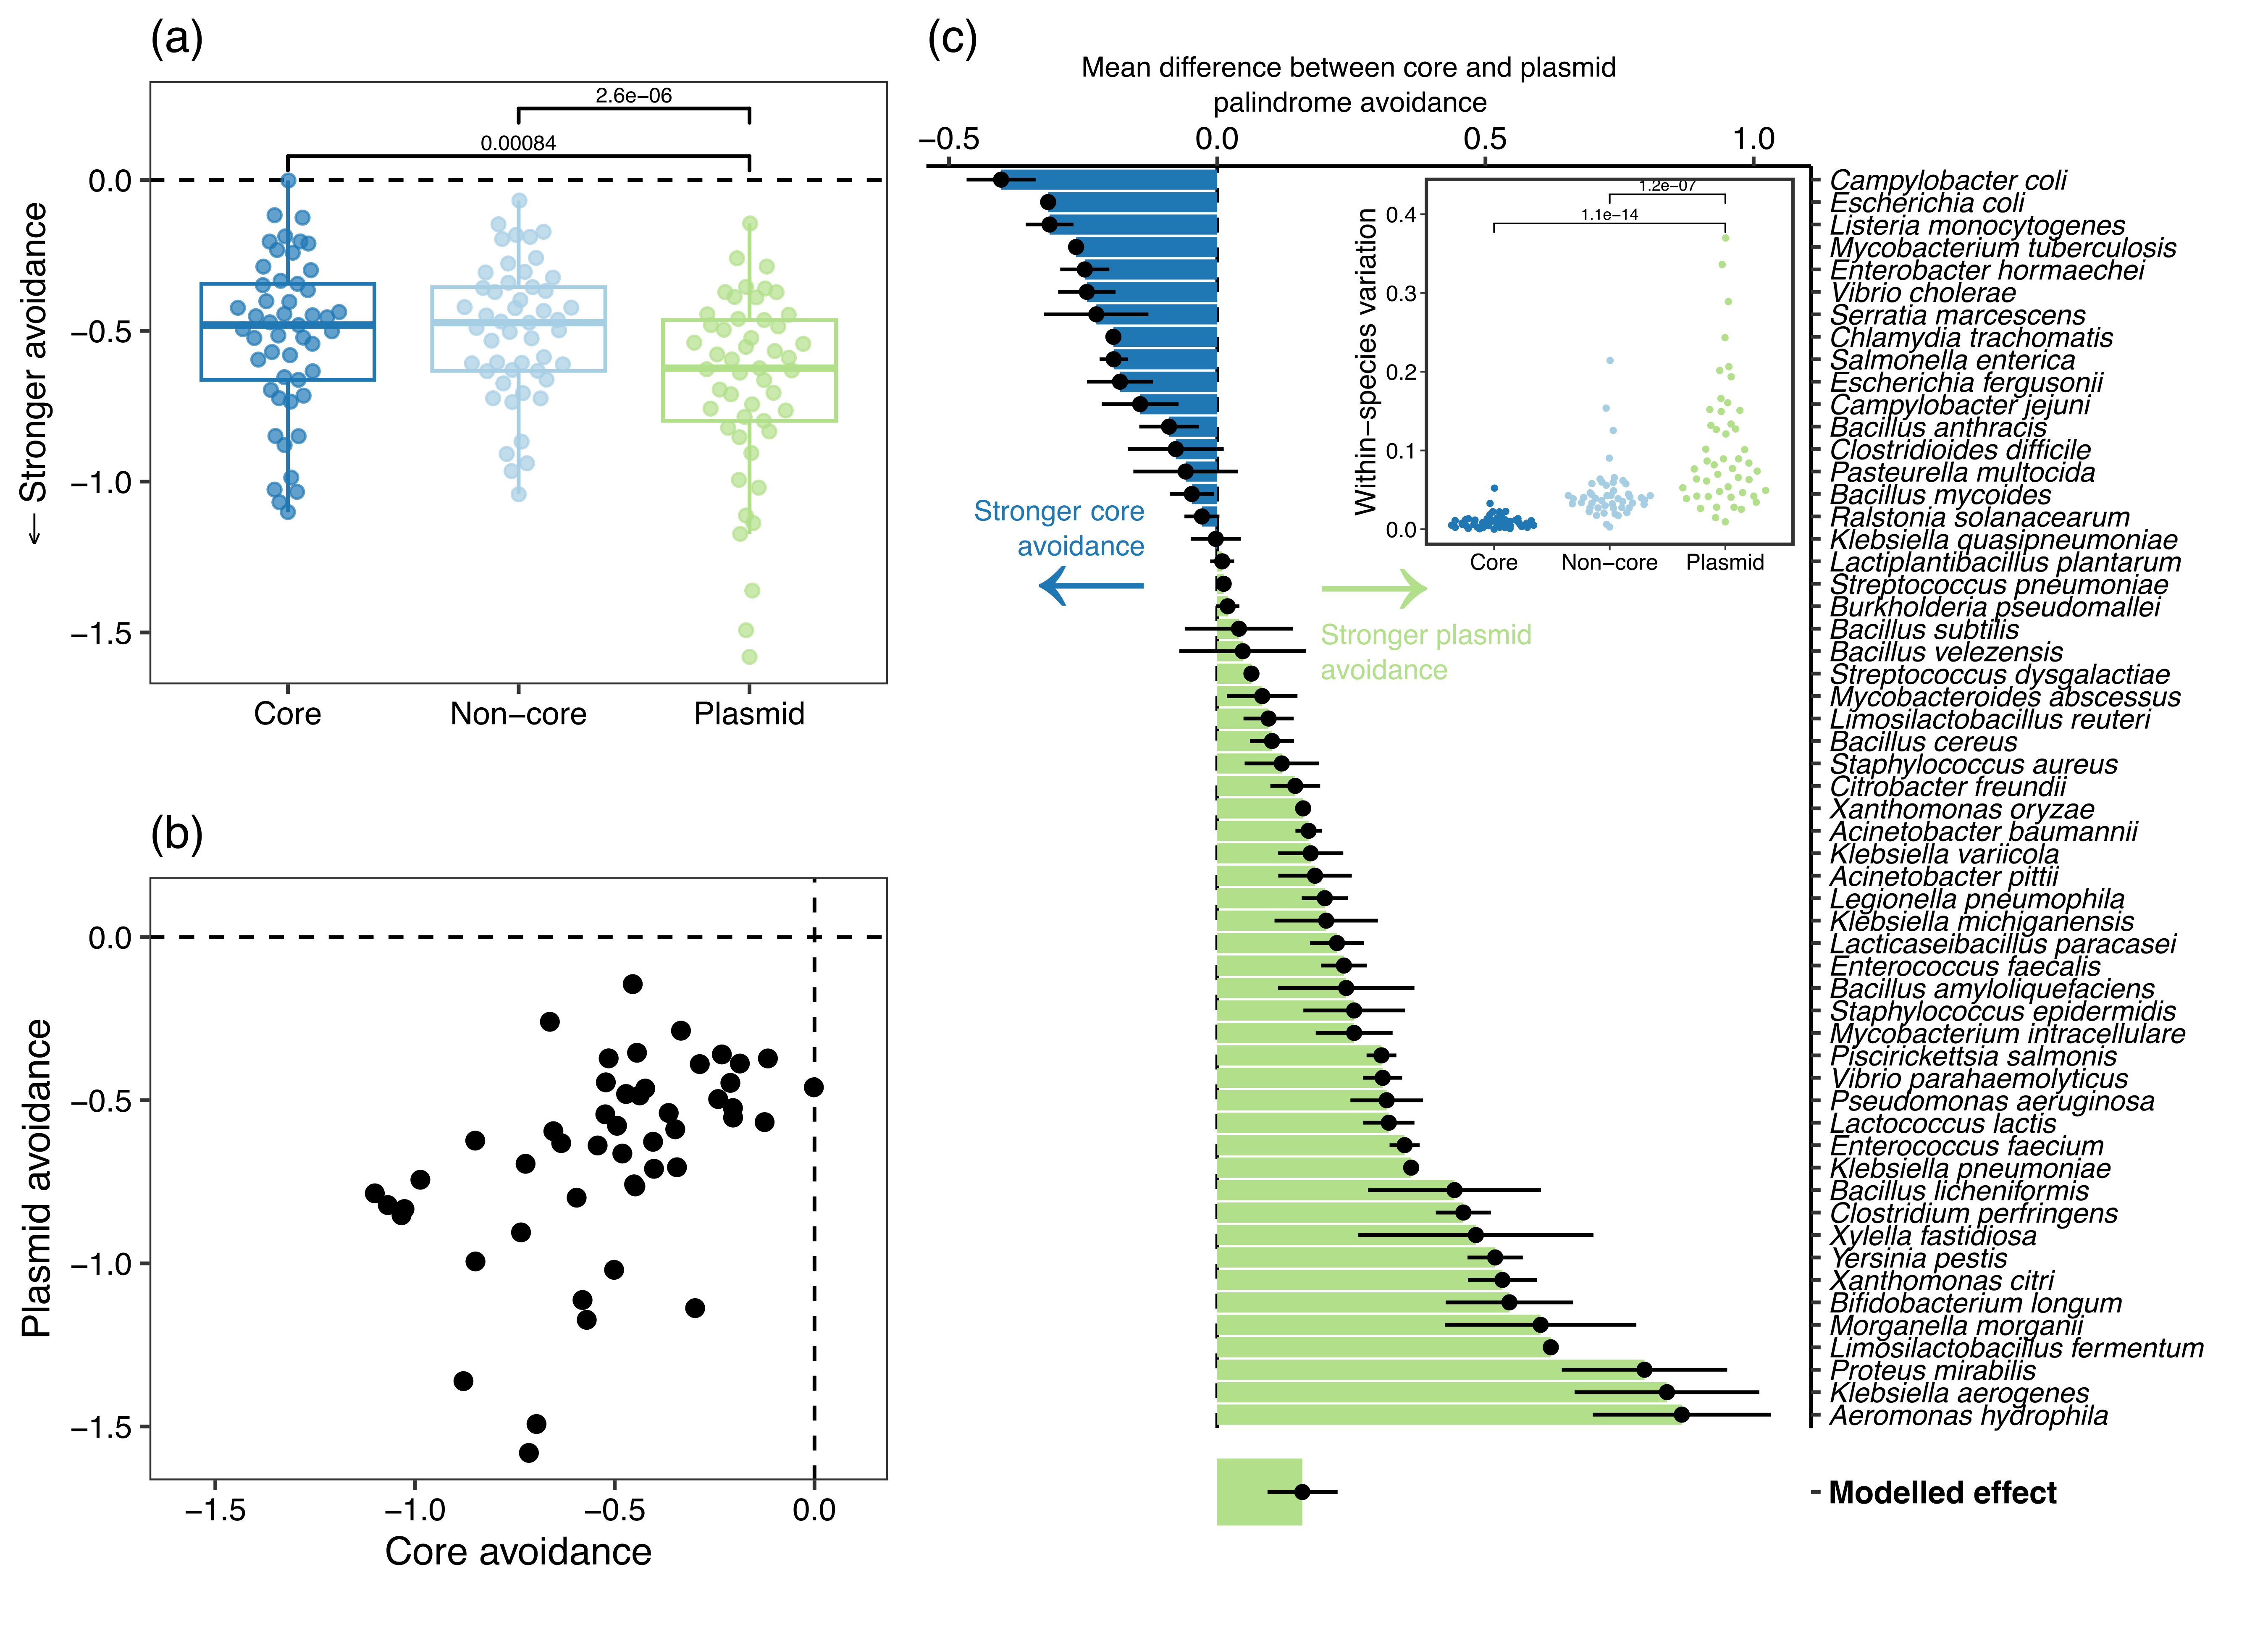 (a)
2.6e−06
0.00084
0.0
−0.5
−1.0
−1.5
← Stronger avoidance
Core
Non−core
Plasmid
(b)
0.0
−0.5
−1.0
−1.5
Plasmid avoidance
−1.5
−1.0
−0.5
0.0
Core avoidance
(c)
Mean difference between core and plasmid
palindrome avoidance
−0.5
0.0
0.5
1.0
Stronger core
avoidance
Stronger plasmid
avoidance
1.2e−07
1.1e−14
0.4
0.3
0.2
0.1
0.0
Within−species variation
Core
Non−core
Plasmid
Campylobacter coli
Escherichia coli
Listeria monocytogenes
Mycobacterium tuberculosis
Enterobacter hormaechei
Vibrio cholerae
Serratia marcescens
Chlamydia trachomatis
Salmonella enterica
Escherichia fergusonii
Campylobacter jejuni
Bacillus anthracis
Clostridioides difficile
Pasteurella multocida
Bacillus mycoides
Ralstonia solanacearum
Klebsiella quasipneumoniae
Lactiplantibacillus plantarum
Streptococcus pneumoniae
Burkholderia pseudomallei
Bacillus subtilis
Bacillus velezensis
Streptococcus dysgalactiae
Mycobacteroides abscessus
Limosilactobacillus reuteri
Bacillus cereus
Staphylococcus aureus
Citrobacter freundii
Xanthomonas oryzae
Acinetobacter baumannii
Klebsiella variicola
Acinetobacter pittii
Legionella pneumophila
Klebsiella michiganensis
Lacticaseibacillus paracasei
Enterococcus faecalis
Bacillus amyloliquefaciens
Staphylococcus epidermidis
Mycobacterium intracellulare
Piscirickettsia salmonis
Vibrio parahaemolyticus
Pseudomonas aeruginosa
Lactococcus lactis
Enterococcus faecium
Klebsiella pneumoniae
Bacillus licheniformis
Clostridium perfringens
Xylella fastidiosa
Yersinia pestis
Xanthomonas citri
Bifidobacterium longum
Morganella morganii
Limosilactobacillus fermentum
Proteus mirabilis
Klebsiella aerogenes
Aeromonas hydrophila
Modelled effect